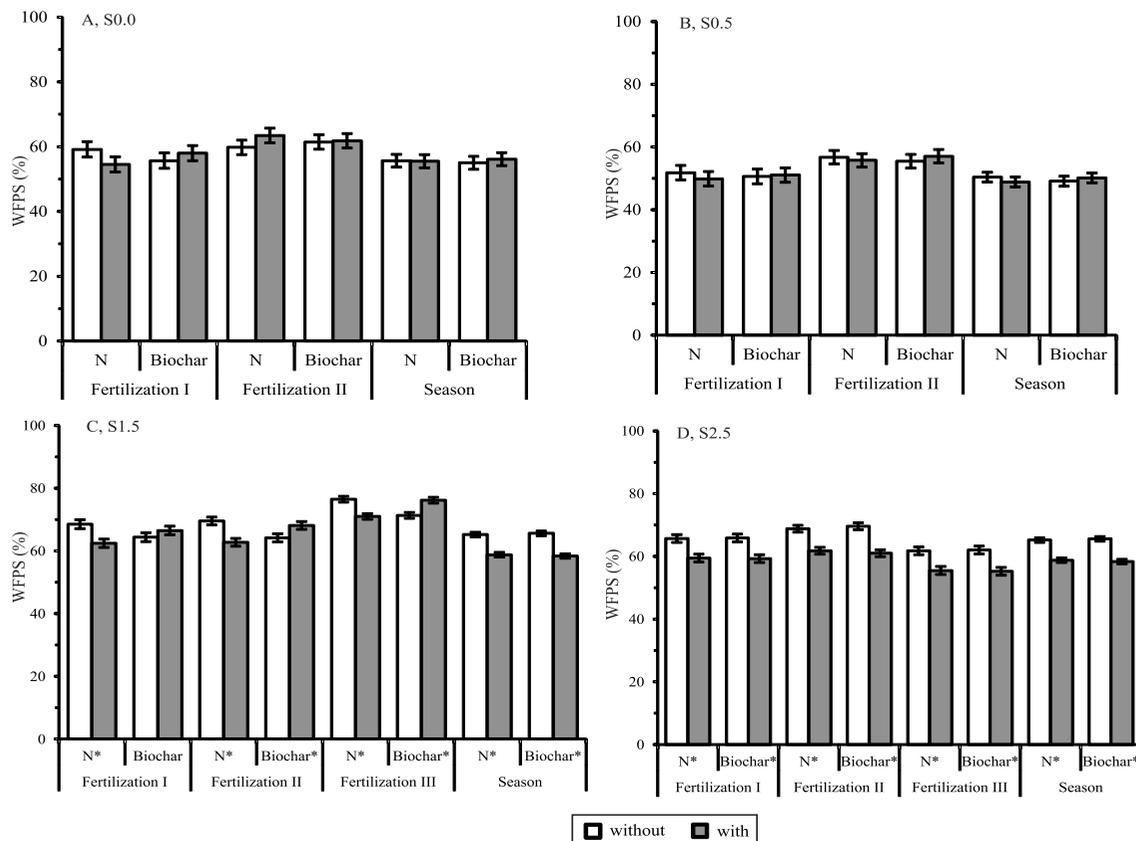 A, S0.0
WFPS (%)
100
80
60
40
20
0
N Biochar N Biochar N Biochar
Fertilization I Fertilization II Season
B, S0.5
WFPS (%)
100
80
60
40
20
0
N Biochar N Biochar N Biochar
Fertilization I Fertilization II Season
C, S1.5
WFPS (%)
100
80
60
40
20
0
N* Biochar N* Biochar* N* Biochar* N* Biochar*
Fertilization I Fertilization II Fertilization III Season
D, S2.5
WFPS (%)
100
80
60
40
20
0
N* Biochar* N* Biochar* N* Biochar* N* Biochar*
Fertilization I Fertilization II Fertilization III Season
without with